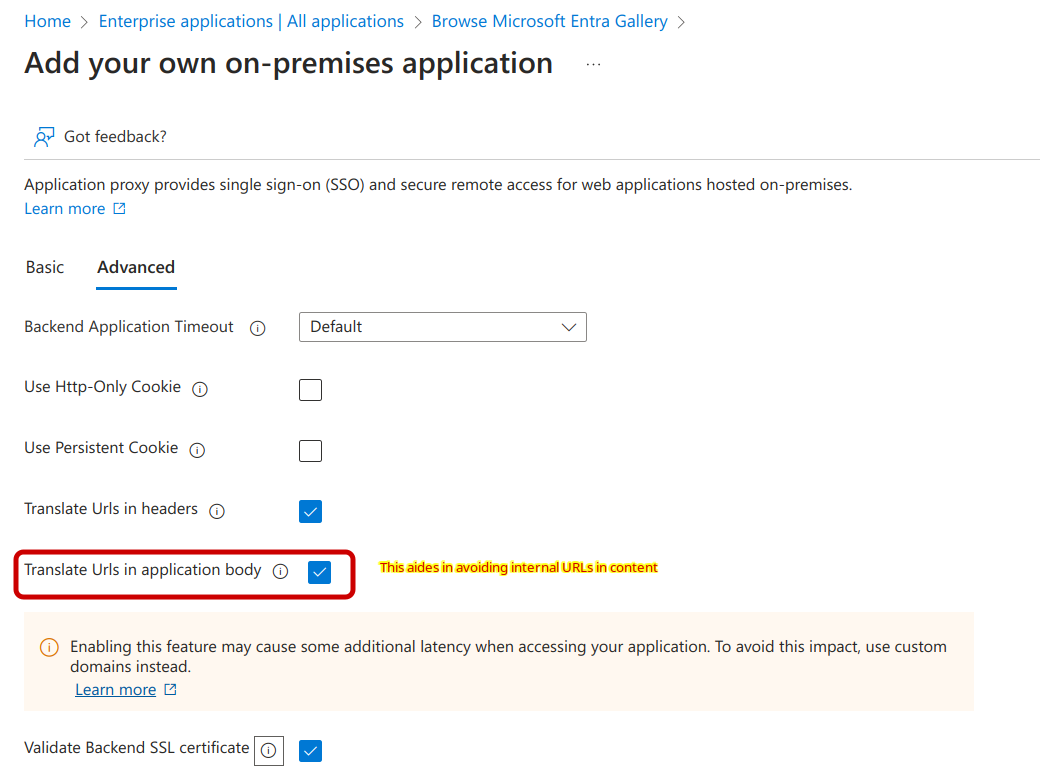 Home > Enterprise applications | All applications > Browse Microsoft Entra Gallery >
Add your own on-premises application ...
Got feedback?
Application proxy provides single sign-on (SSO) and secure remote access for web applications hosted on-premises.
Learn more
Basic Advanced
Backend Application Timeout Default
Use Http-Only Cookie
Use Persistent Cookie
Translate Urls in headers
Translate Urls in application body This aides in avoiding internal URLs in content
Enabling this feature may cause some additional latency when accessing your application. To avoid this impact, use custom
domains instead.
Learn more
Validate Backend SSL certificate